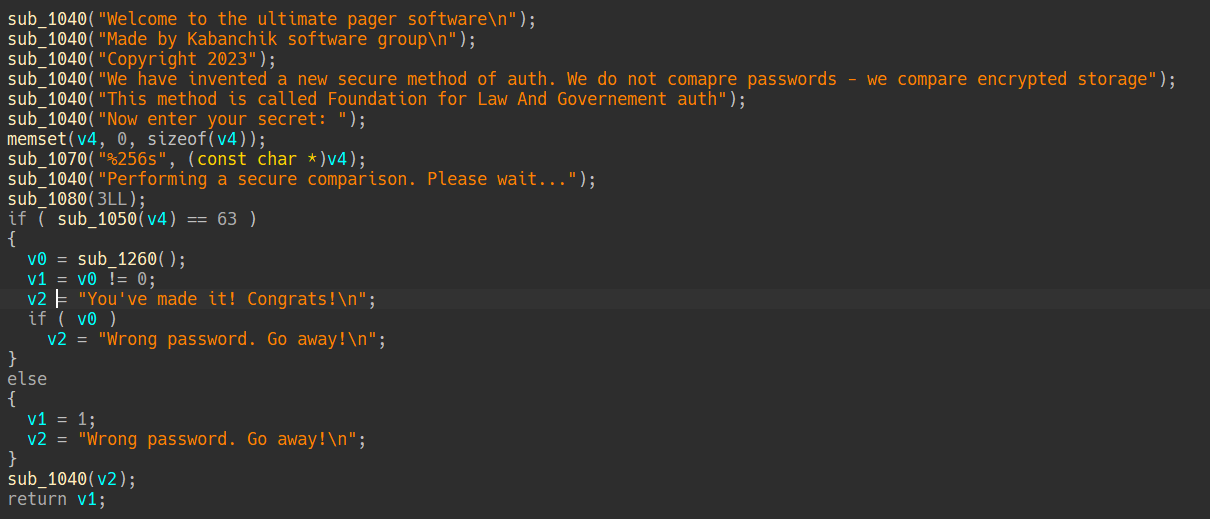 sub_1040("Welcome to the ultimate pager software\n");
sub_1040("Made by Kabanchik software group\n");
sub_1040("Copyright 2023");
sub_1040("We have invented a new secure method of auth. We do not comapre passwords - we compare encrypted storage");
sub_1040("This method is called Foundation for Law And Governement auth");
sub_1040("Now enter your secret: ");
memset(v4, 0, sizeof(v4));
sub_1070("%256s", (const char *)v4);
sub_1040("Performing a secure comparison. Please wait...");
sub_1080(3LL);
if ( sub_1050(v4) == 63 )
{
  v0 = sub_1260();
  v1 = v0 != 0;
  v2 = "You've made it! Congrats!\n";
  if ( v0 )
    v2 = "Wrong password. Go away!\n";
}
else
{
  v1 = 1;
  v2 = "Wrong password. Go away!\n";
}
sub_1040(v2);
return v1;